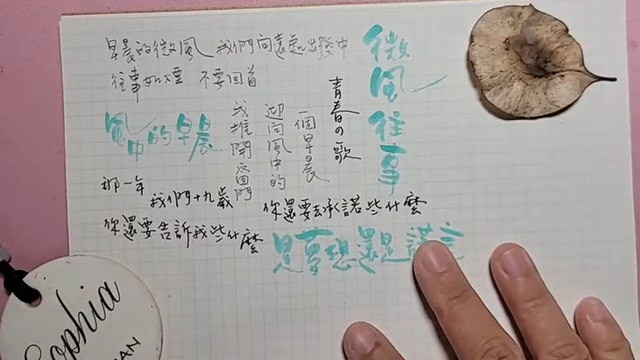 早晨的微風 我們向遠處出發中
往事如煙 不要回首
微風往事
青春の歌
一個早晨
迎向風中的
我推開窗門
風中的早晨
那一年
我們十九歲
你還要去承諾些什麼
你還要告訴我些什麼
是夢想還是謊言
Sophia
AN